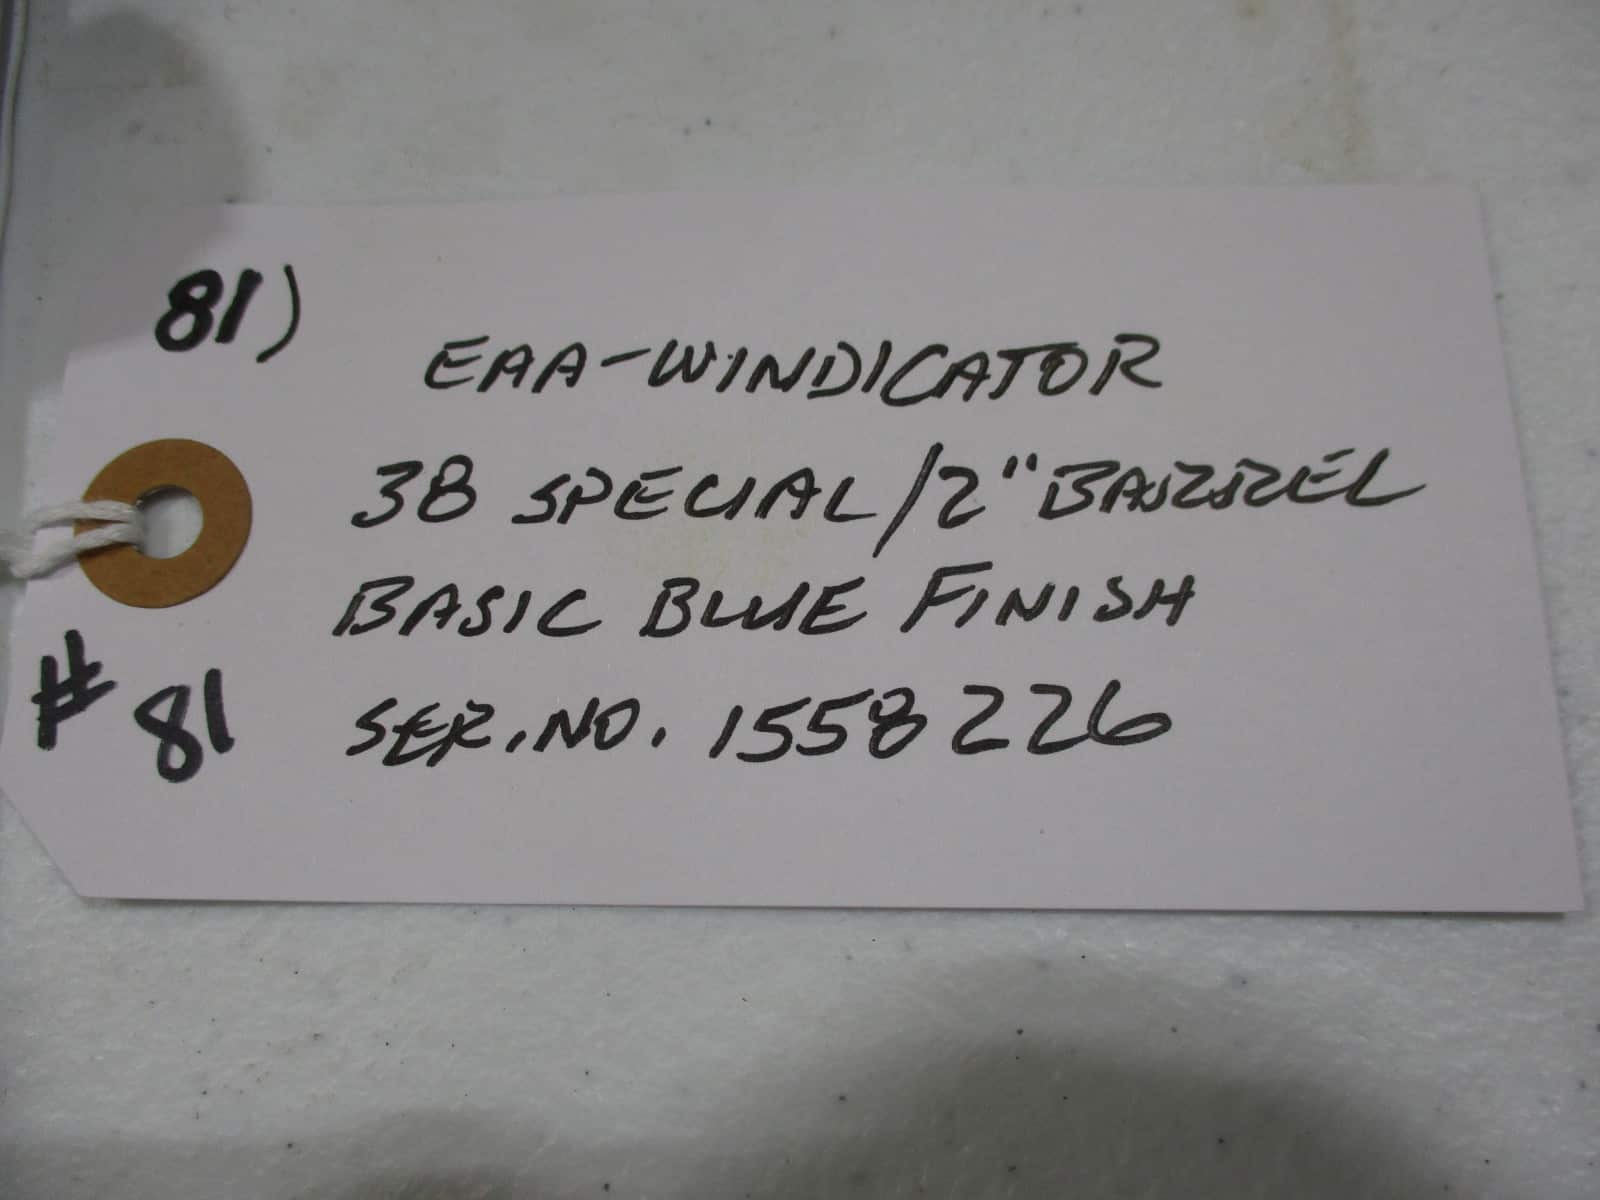 81)
EAA-WINDICATOR
38 SPECIAL/2" BARREL
BASIC BLUE FINISH
# 81
SER.NO. 1558226